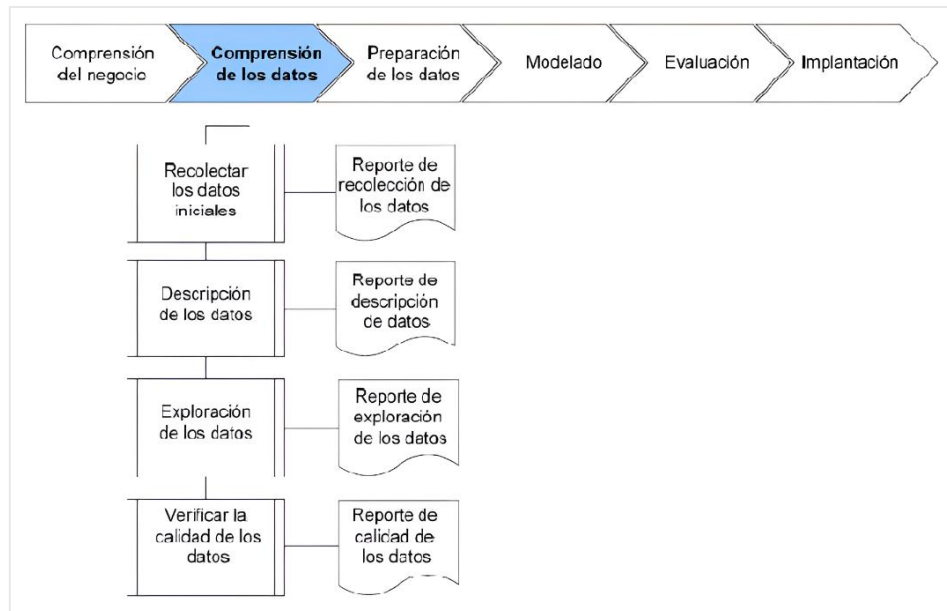 Comprensión
del negocio
Comprensión
de los datos
Preparación
de los datos
Modelado
Evaluación
Implantación
Recolectar
los datos
iniciales
Reporte de
recolección de
los datos
Descripción
de los datos
Reporte de
descripción
de datos
Exploración
de los datos
Reporte de
exploración
de los datos
Verificar la
calidad de los
datos
Reporte de
calidad de
los datos